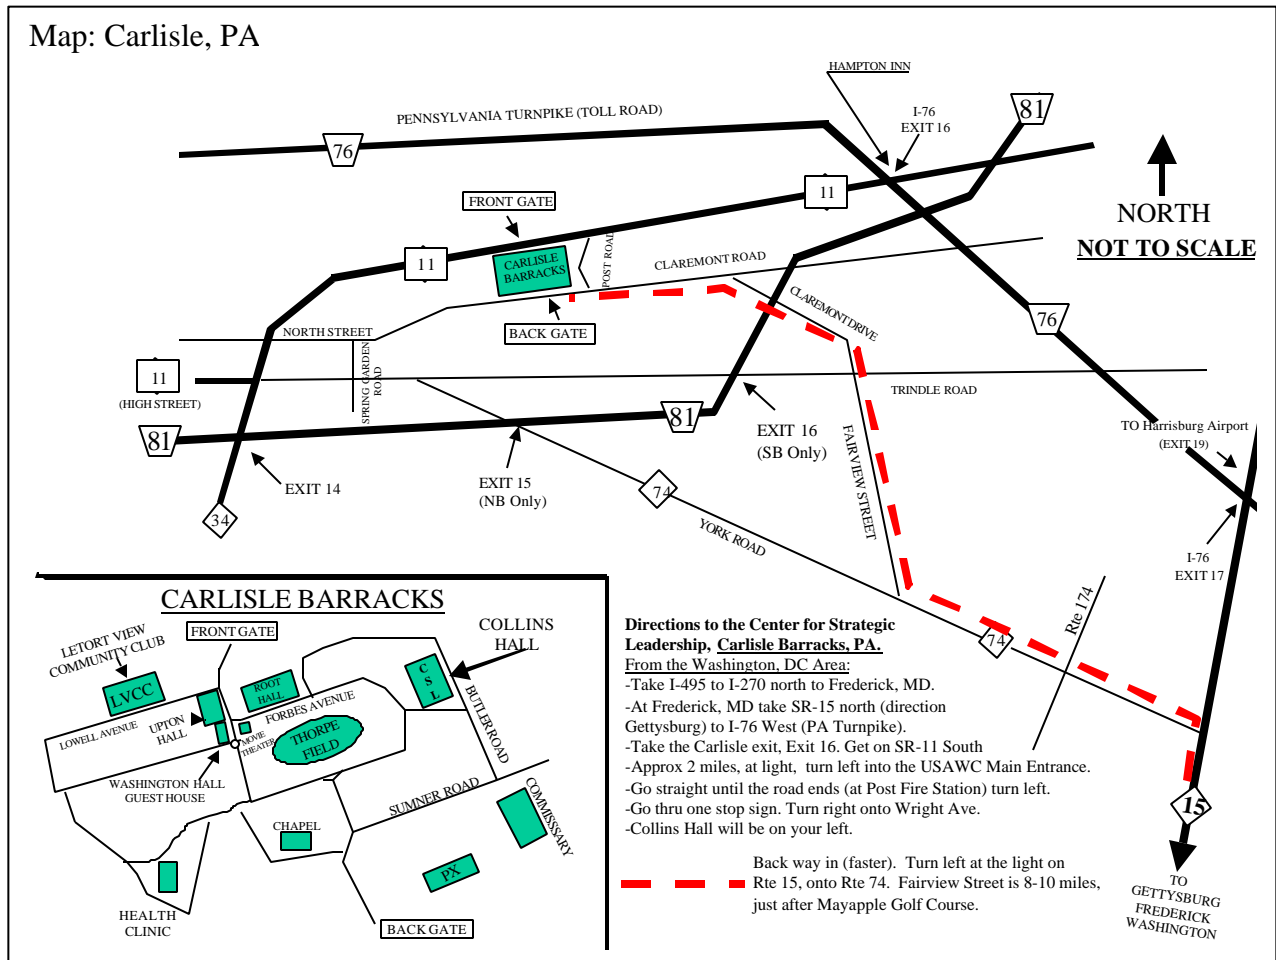 Map: Carlisle, PA
HAMPTON INN
I-76
EXIT 16
81
PENNSYLVANIA TURNPIKE (TOLL ROAD)
76
11
FRONT GATE
NORTH
NOT TO SCALE
11
CARLISLE
BARRACKS
POST ROAD
CLAREMONT ROAD
CLAREMONT DRIVE
76
NORTH STREET
BACK GATE
11
(HIGH STREET)
SPRING GARDEN
ROAD
TRINDLE ROAD
81
81
EXIT 16
(SB Only)
TO Harrisburg Airport
(EXIT 19)
EXIT 14
EXIT 15
(NB Only)
74
FAIRVIEW STREET
34
YORK ROAD
I-76
EXIT 17
Rte 174
74
15
TO
GETTYSBURG
FREDERICK
WASHINGTON
CARLISLE BARRACKS
LETORT VIEW
COMMUNITY CLUB
FRONT GATE
COLLINS
HALL
LVCC
ROOT
HALL
CSL
UPTON
HALL
FORBES AVENUE
LOWELL AVENUE
MOVIE
THEATER
THORPE
FIELD
BUTLER ROAD
WASHINGTON HALL
GUEST HOUSE
SUMNER ROAD
COMMISSSARY
CHAPEL
PX
HEALTH
CLINIC
BACK GATE
Directions to the Center for Strategic
Leadership, Carlisle Barracks, PA.
From the Washington, DC Area:
-Take I-495 to I-270 north to Frederick, MD.
-At Frederick, MD take SR-15 north (direction
Gettysburg) to I-76 West (PA Turnpike).
-Take the Carlisle exit, Exit 16. Get on SR-11 South
-Approx 2 miles, at light, turn left into the USAWC Main Entrance.
-Go straight until the road ends (at Post Fire Station) turn left.
-Go thru one stop sign. Turn right onto Wright Ave.
-Collins Hall will be on your left.
Back way in (faster). Turn left at the light on
Rte 15, onto Rte 74. Fairview Street is 8-10 miles,
just after Mayapple Golf Course.